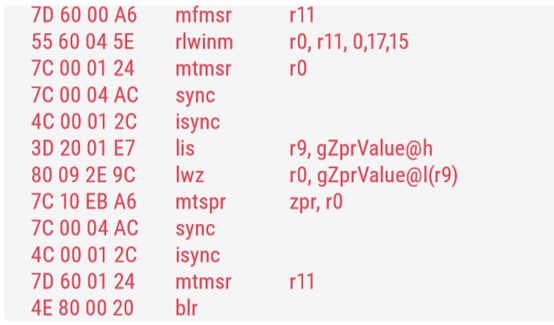 7D 60 00 A6 mfmsr r11
55 60 04 5E rlwinm r0, r11, 0,17,15
7C 00 01 24 mtmsr r0
7C 00 04 AC sync
4C 00 01 2C isync
3D 20 01 E7 lis r9, gZprValue@h
80 09 2E 9C lwz r0, gZprValue@l(r9)
7C 10 EB A6 mtspr zpr, r0
7C 00 04 AC sync
4C 00 01 2C isync
7D 60 01 24 mtmsr r11
4E 80 00 20 blr